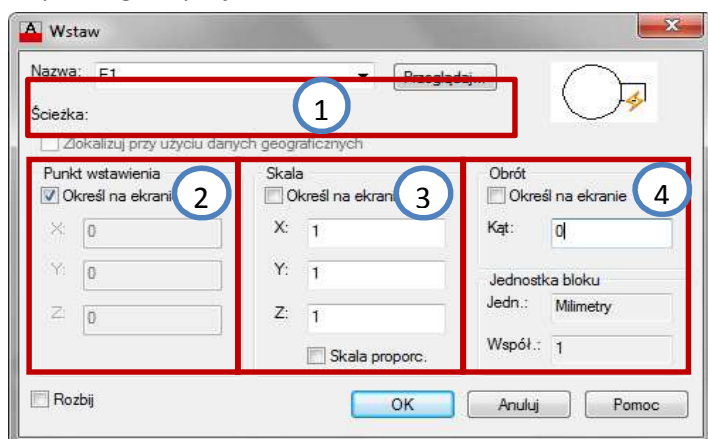 Wstaw
Nazwa: E1 Przeglądaj...
1
Ścieżka:
Zlokalizuj przy użyciu danych geograficznych
Punkt wstawienia Skala Obrót
Określ na ekrani 2 Określ na ekrani 3 Określ na ekranie 4
X: 0 X: 1 Kąt: 0
Y: 0 Y: 1 Jednostka bloku
Z: 0 Z: 1 Jedn.: Milimetry
Skala proporc. Współ.: 1
Rozbij OK Anuluj Pomoc